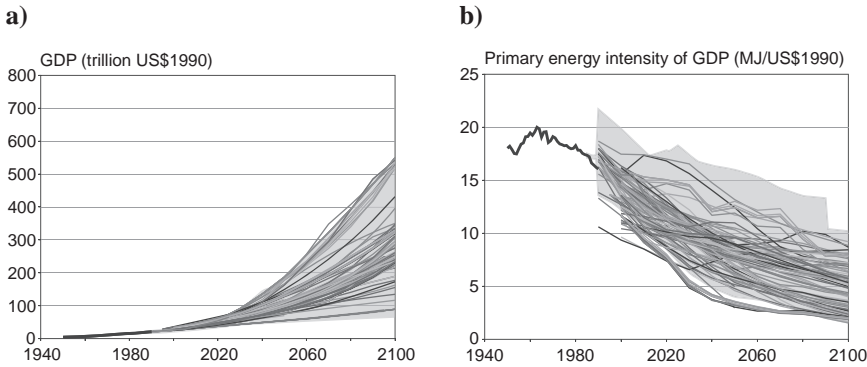 a)
GDP (trillion US$1990)
800
700
600
500
400
300
200
100
0
1940 1980 2020 2060 2100
b)
Primary energy intensity of GDP (MJ/US$1990)
25
20
15
10
5
0
1940 1980 2020 2060 2100